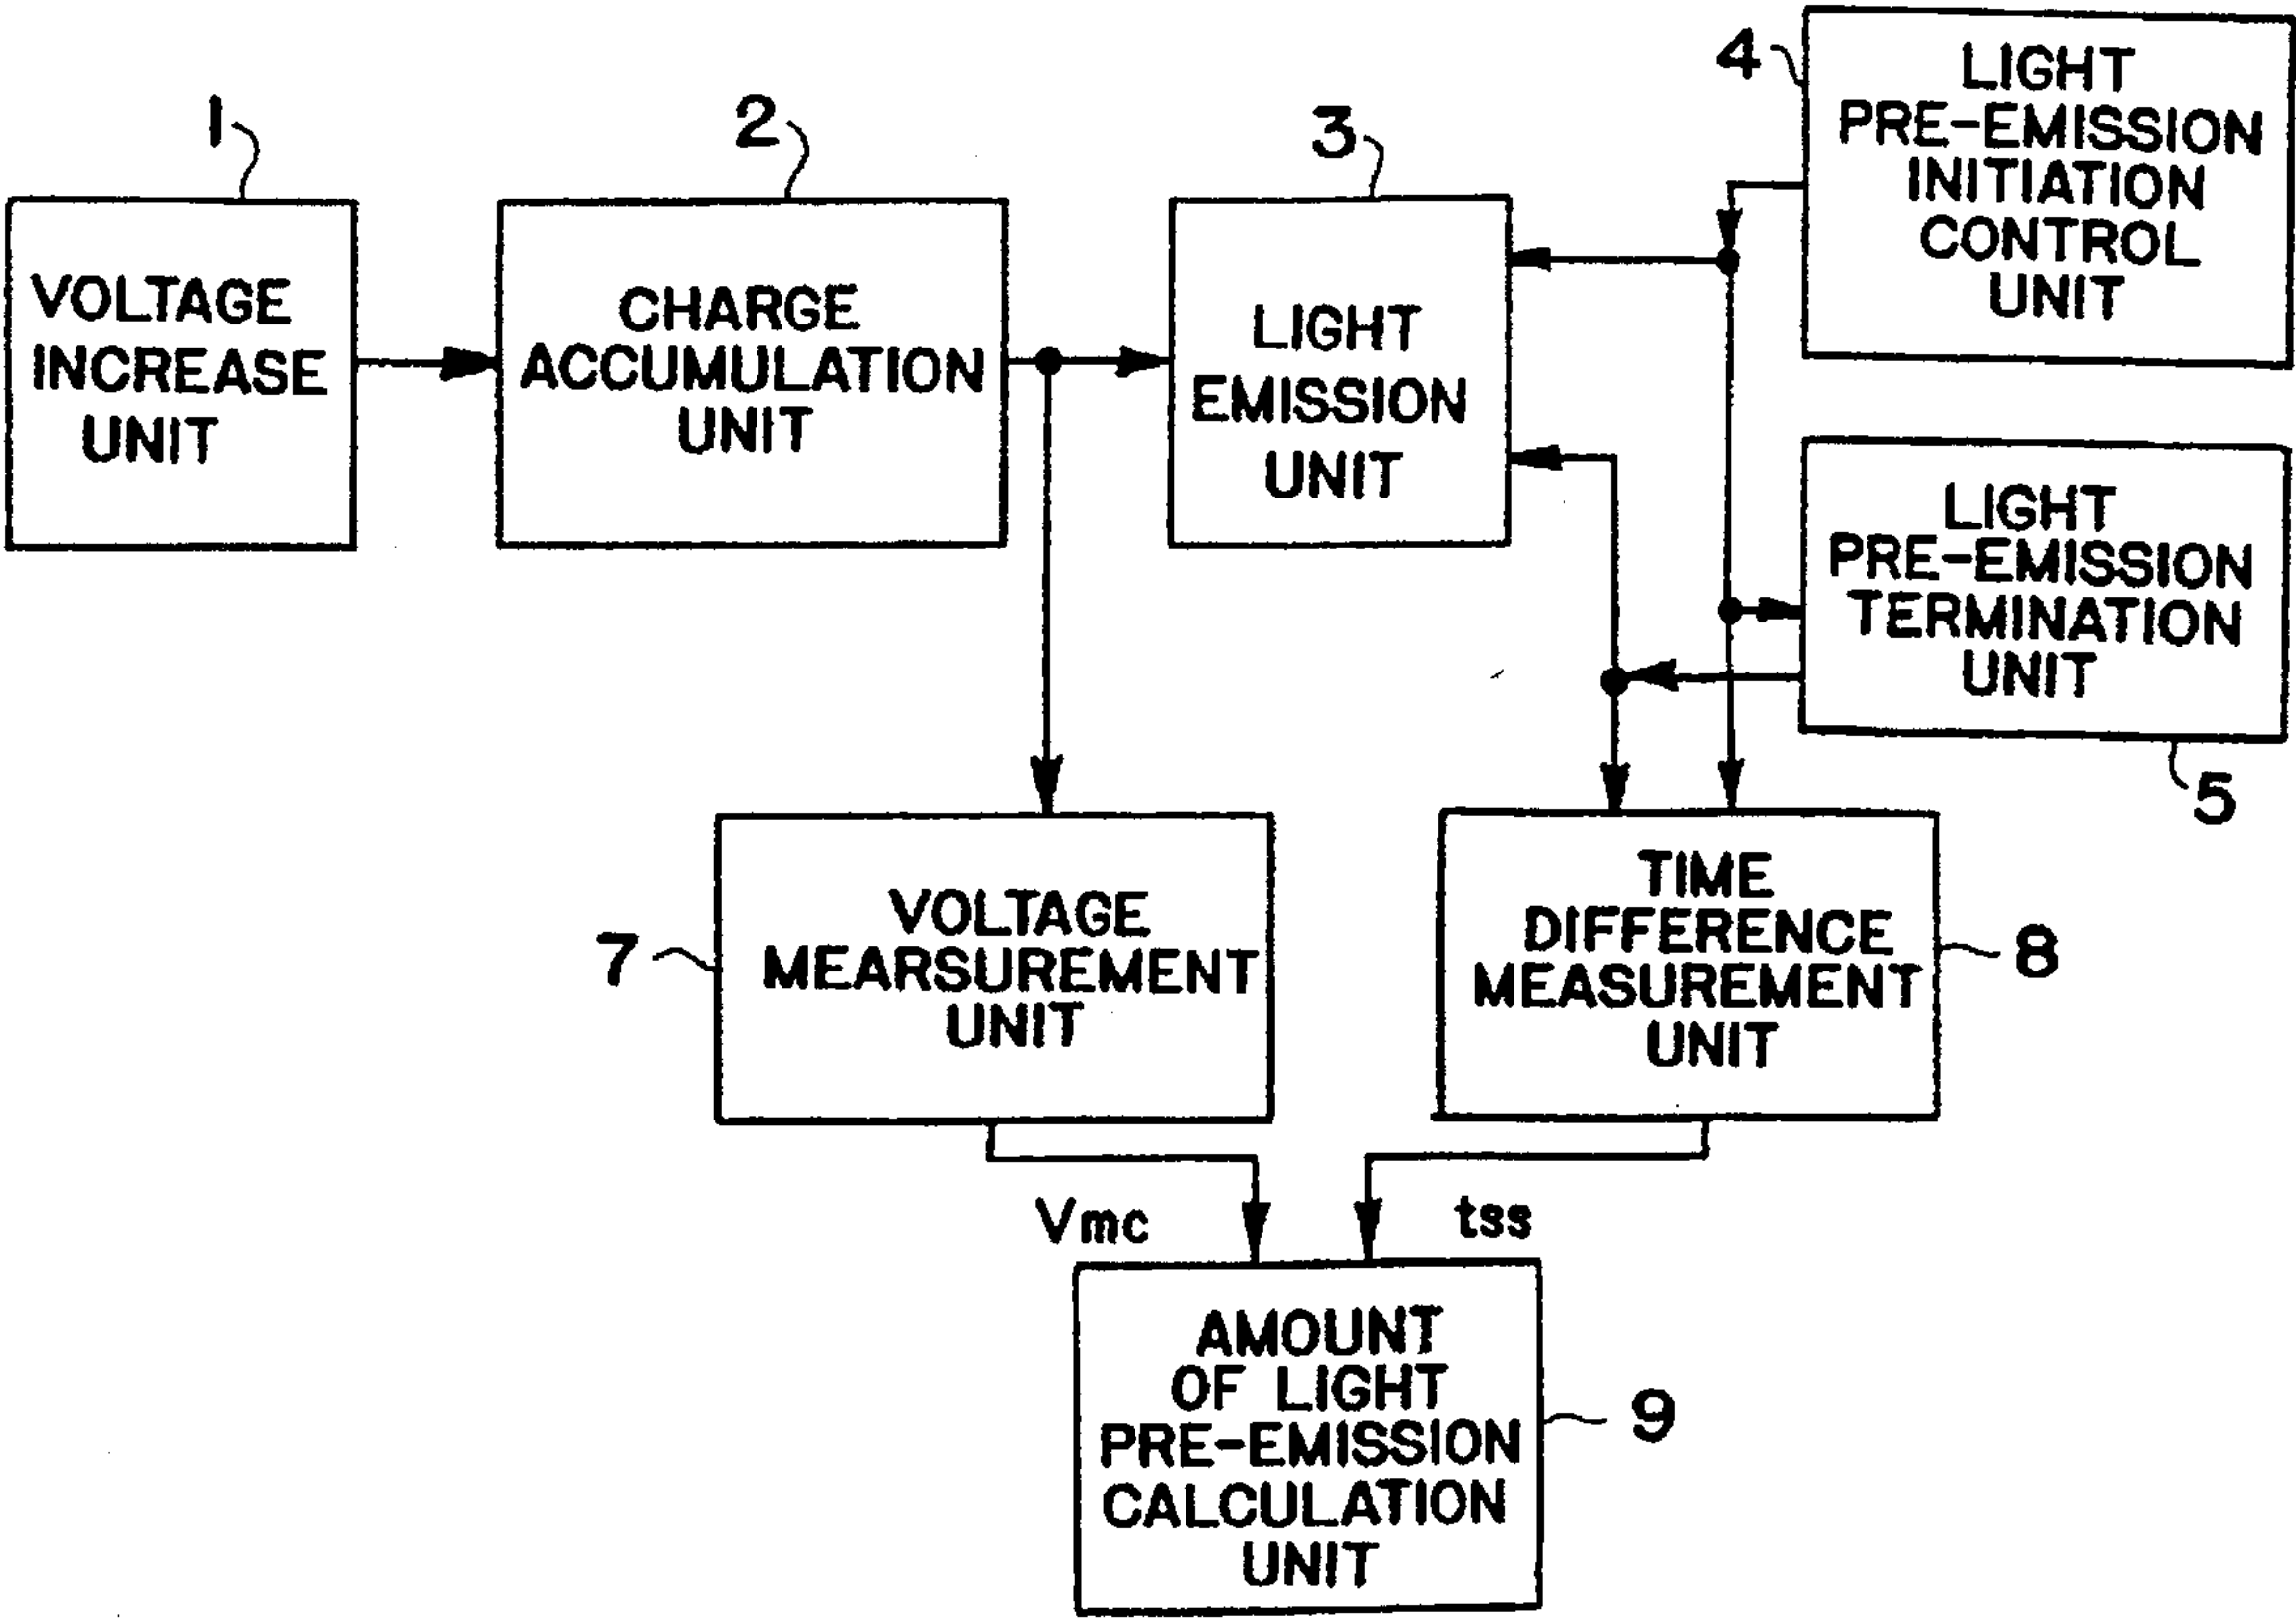 1
VOLTAGE
INCREASE
UNIT
2
CHARGE
ACCUMULATION
UNIT
3
LIGHT
EMISSION
UNIT
4
LIGHT
PRE-EMISSION
INITIATION
CONTROL
UNIT
LIGHT
PRE-EMISSION
TERMINATION
UNIT
5
7
VOLTAGE
MEARSUREMENT
UNIT
TIME
DIFFERENCE
MEASUREMENT
UNIT
8
Vmc
tss
AMOUNT
OF LIGHT
PRE-EMISSION
CALCULATION
UNIT
9